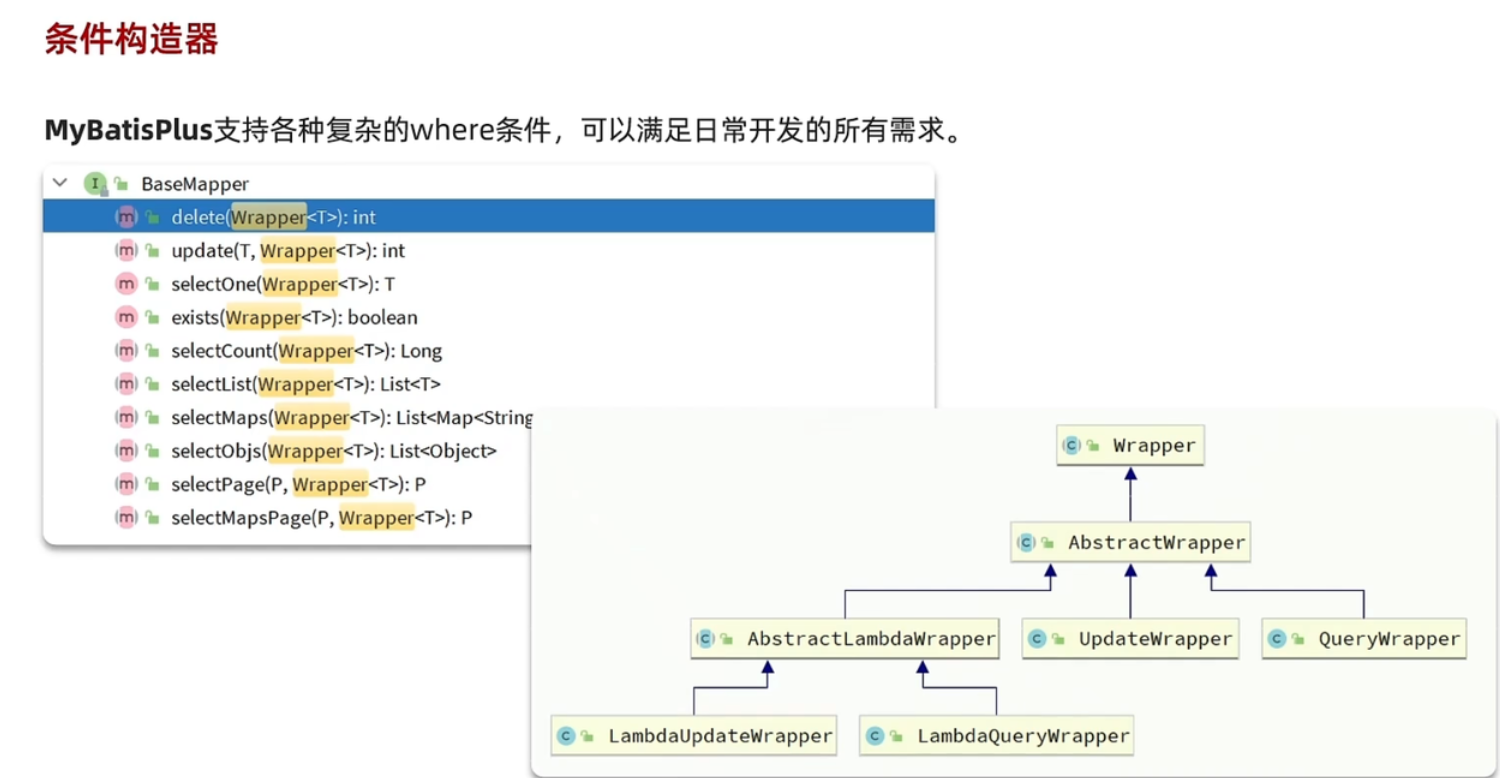 条件构造器
MyBatisPlus支持各种复杂的where条件，可以满足日常开发的所有需求。
I BaseMapper
m delete(Wrapper<T>): int
m update(T, Wrapper<T>): int
m selectOne(Wrapper<T>): T
m exists(Wrapper<T>): boolean
m selectCount(Wrapper<T>): Long
m selectList(Wrapper<T>): List<T>
m selectMaps(Wrapper<T>): List<Map<String
m selectObjs(Wrapper<T>): List<Object>
m selectPage(P, Wrapper<T>): P
m selectMapsPage(P, Wrapper<T>): P
C Wrapper
C AbstractWrapper
C AbstractLambdaWrapper
C UpdateWrapper
C QueryWrapper
C LambdaUpdateWrapper
C LambdaQueryWrapper